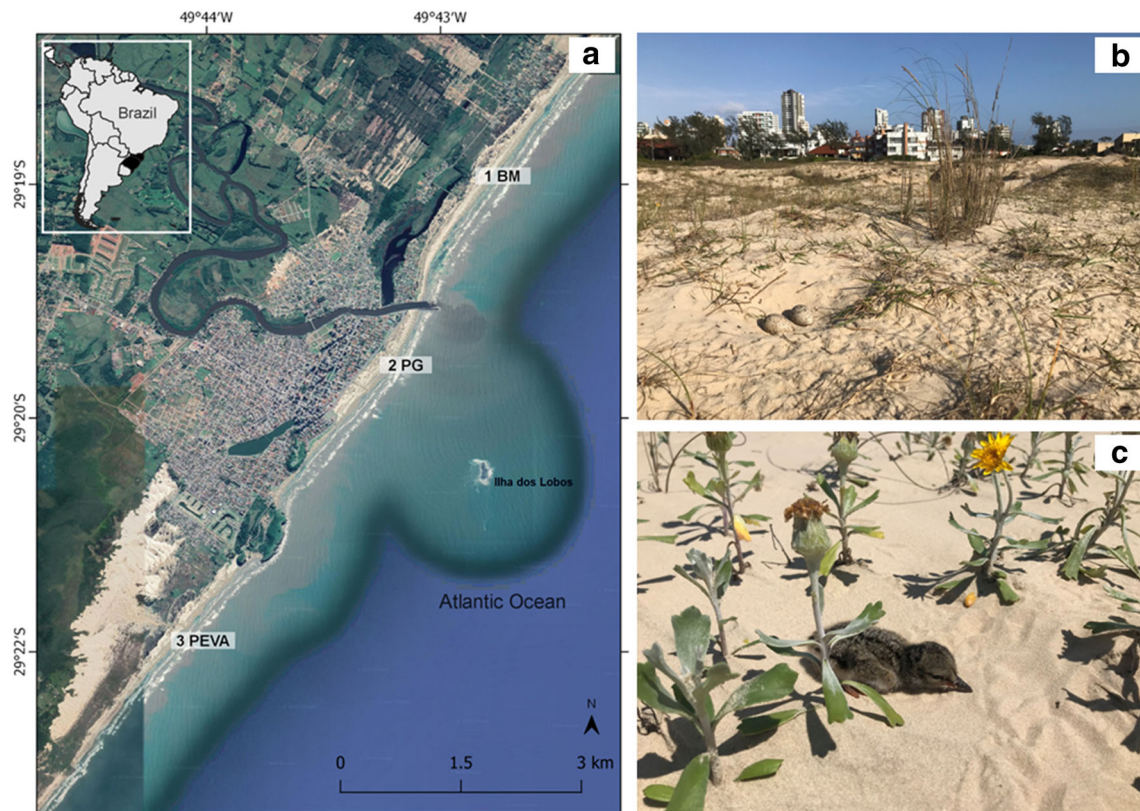 49°44'W
49°43'W
a
Brazil
29°19'S
1 BM
2 PG
29°20'S
Ilha dos Lobos
Atlantic Ocean
29°22'S
3 PEVA
N
0
1.5
3 km
b
c